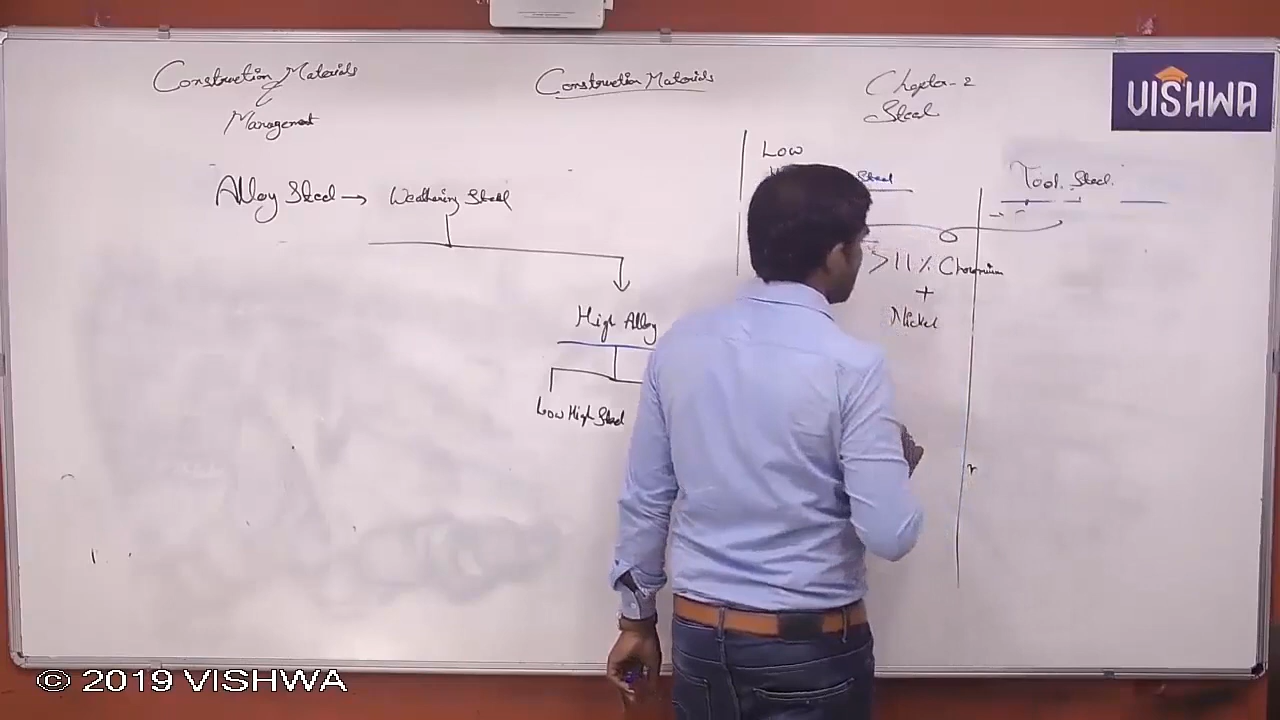 Construction Materials
&
Management
Construction Materials
Chapter-2
Steel
VISHWA
Alloy Steel → Weathering Steel
High Alloy
Low High Steel
Low
Steel
>11% Chromium
+
Nickel
Tool Steel
© 2019 VISHWA